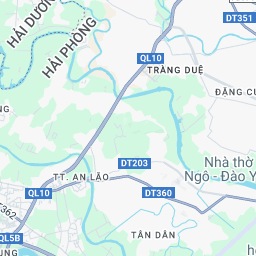 DT351
HẢI DƯƠNG
HẢI PHÒNG
QL10
TRÀNG DUỆ
ĐẶNG CƯ
DT203
Nhà thờ
Ngô - Đào Y
TT. AN LÃO
QL10
DT360
DT362
TÂN DÂN
QL5B